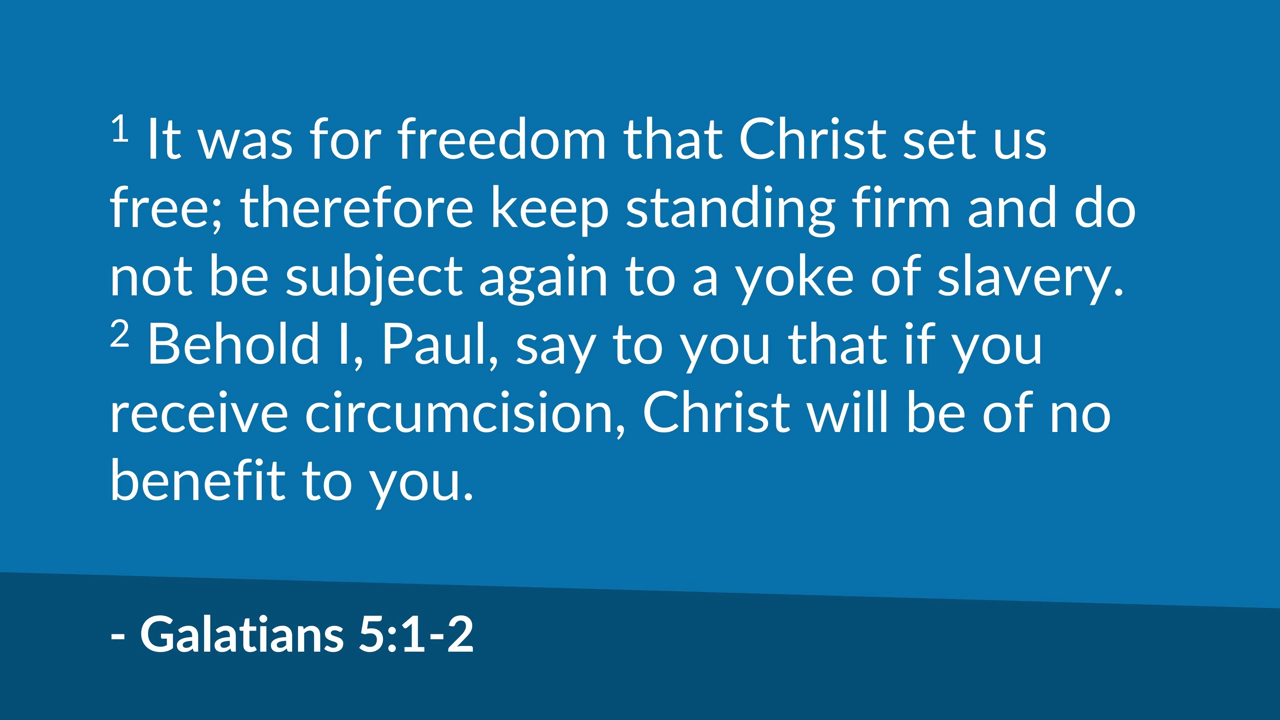 ¹ It was for freedom that Christ set us
free; therefore keep standing firm and do
not be subject again to a yoke of slavery.
² Behold I, Paul, say to you that if you
receive circumcision, Christ will be of no
benefit to you.
- Galatians 5:1-2